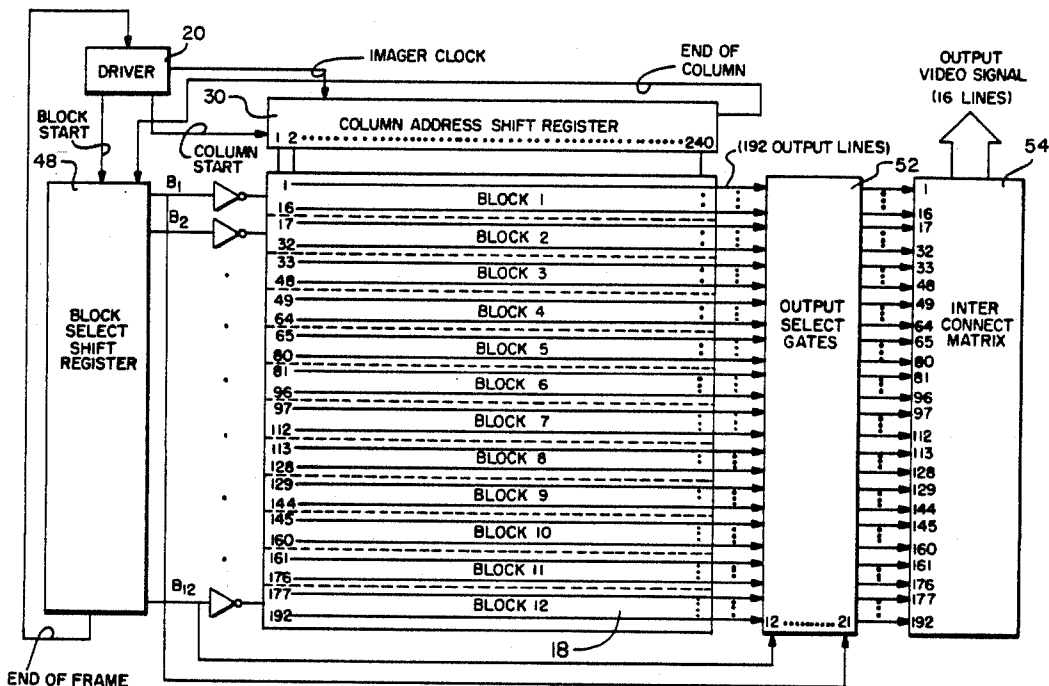 20
DRIVER
IMAGER CLOCK
END OF
COLUMN
OUTPUT
VIDEO SIGNAL
(16 LINES)
BLOCK
START
COLUMN
START
30
COLUMN ADDRESS SHIFT REGISTER
1 2 240
(192 OUTPUT LINES)
48
52
54
BLOCK
SELECT
SHIFT
REGISTER
B1
B2
B12
1
BLOCK 1
16
17
BLOCK 2
32
33
BLOCK 3
48
49
BLOCK 4
64
65
BLOCK 5
80
81
BLOCK 6
96
97
BLOCK 7
112
113
BLOCK 8
128
129
BLOCK 9
144
145
BLOCK 10
160
161
BLOCK 11
176
177
BLOCK 12
192
18
OUTPUT
SELECT
GATES
12 21
1
16
17
32
33
48
49
64
65
80
81
96
97
112
113
128
129
144
145
160
161
176
177
192
INTER
CONNECT
MATRIX
END OF FRAME